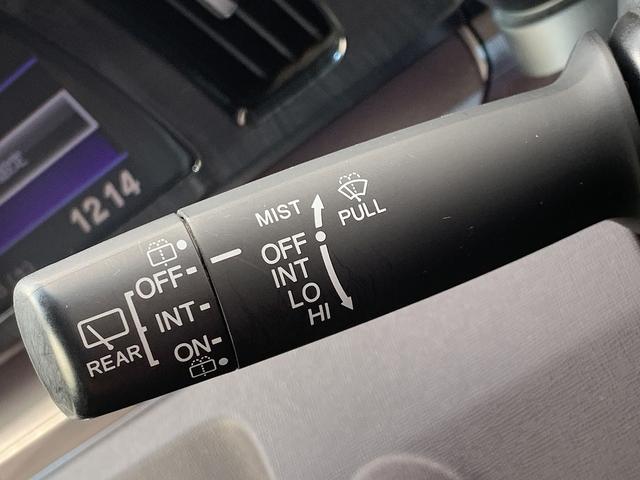 1214
MIST
PULL
OFF
INT
LO
HI
OFF-
INT-
ON-
REAR